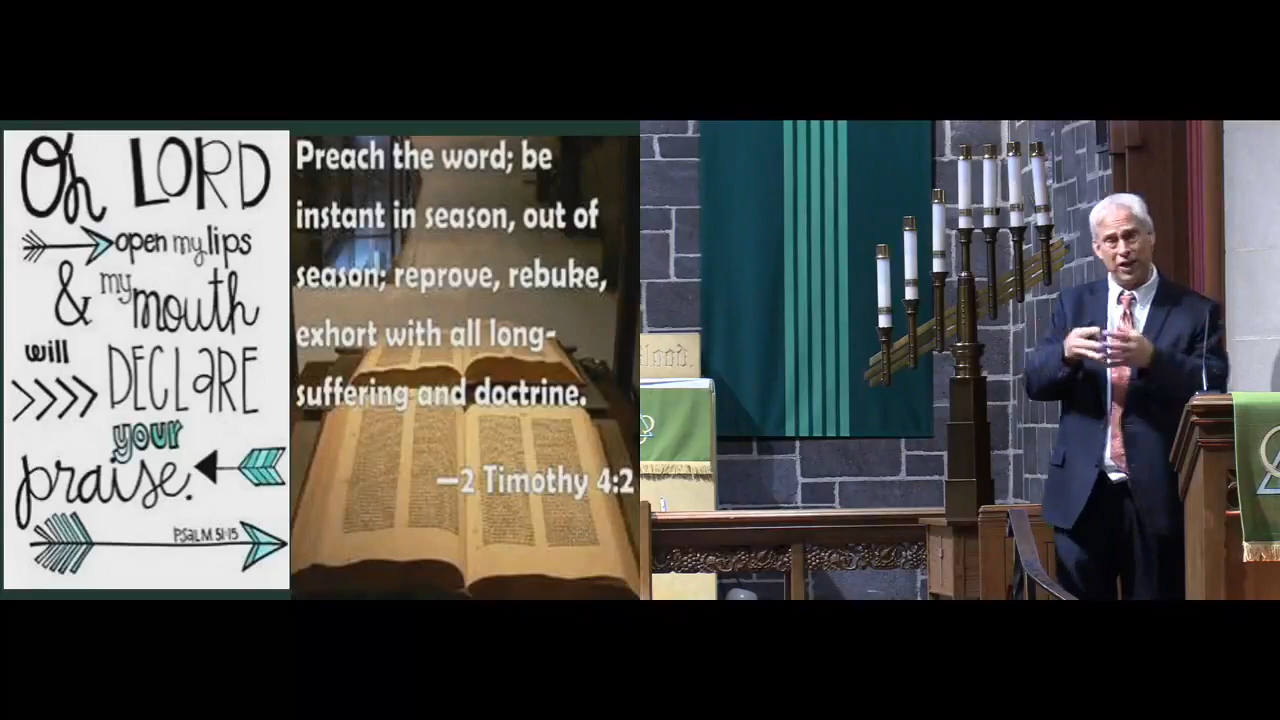 Oh LORD
open my lips
& my mouth
will DECLARE
your
praise.
PSALM 51:15
Preach the word; be
instant in season, out of
season; reprove, rebuke,
exhort with all long-
suffering and doctrine.
—2 Timothy 4:2
blood